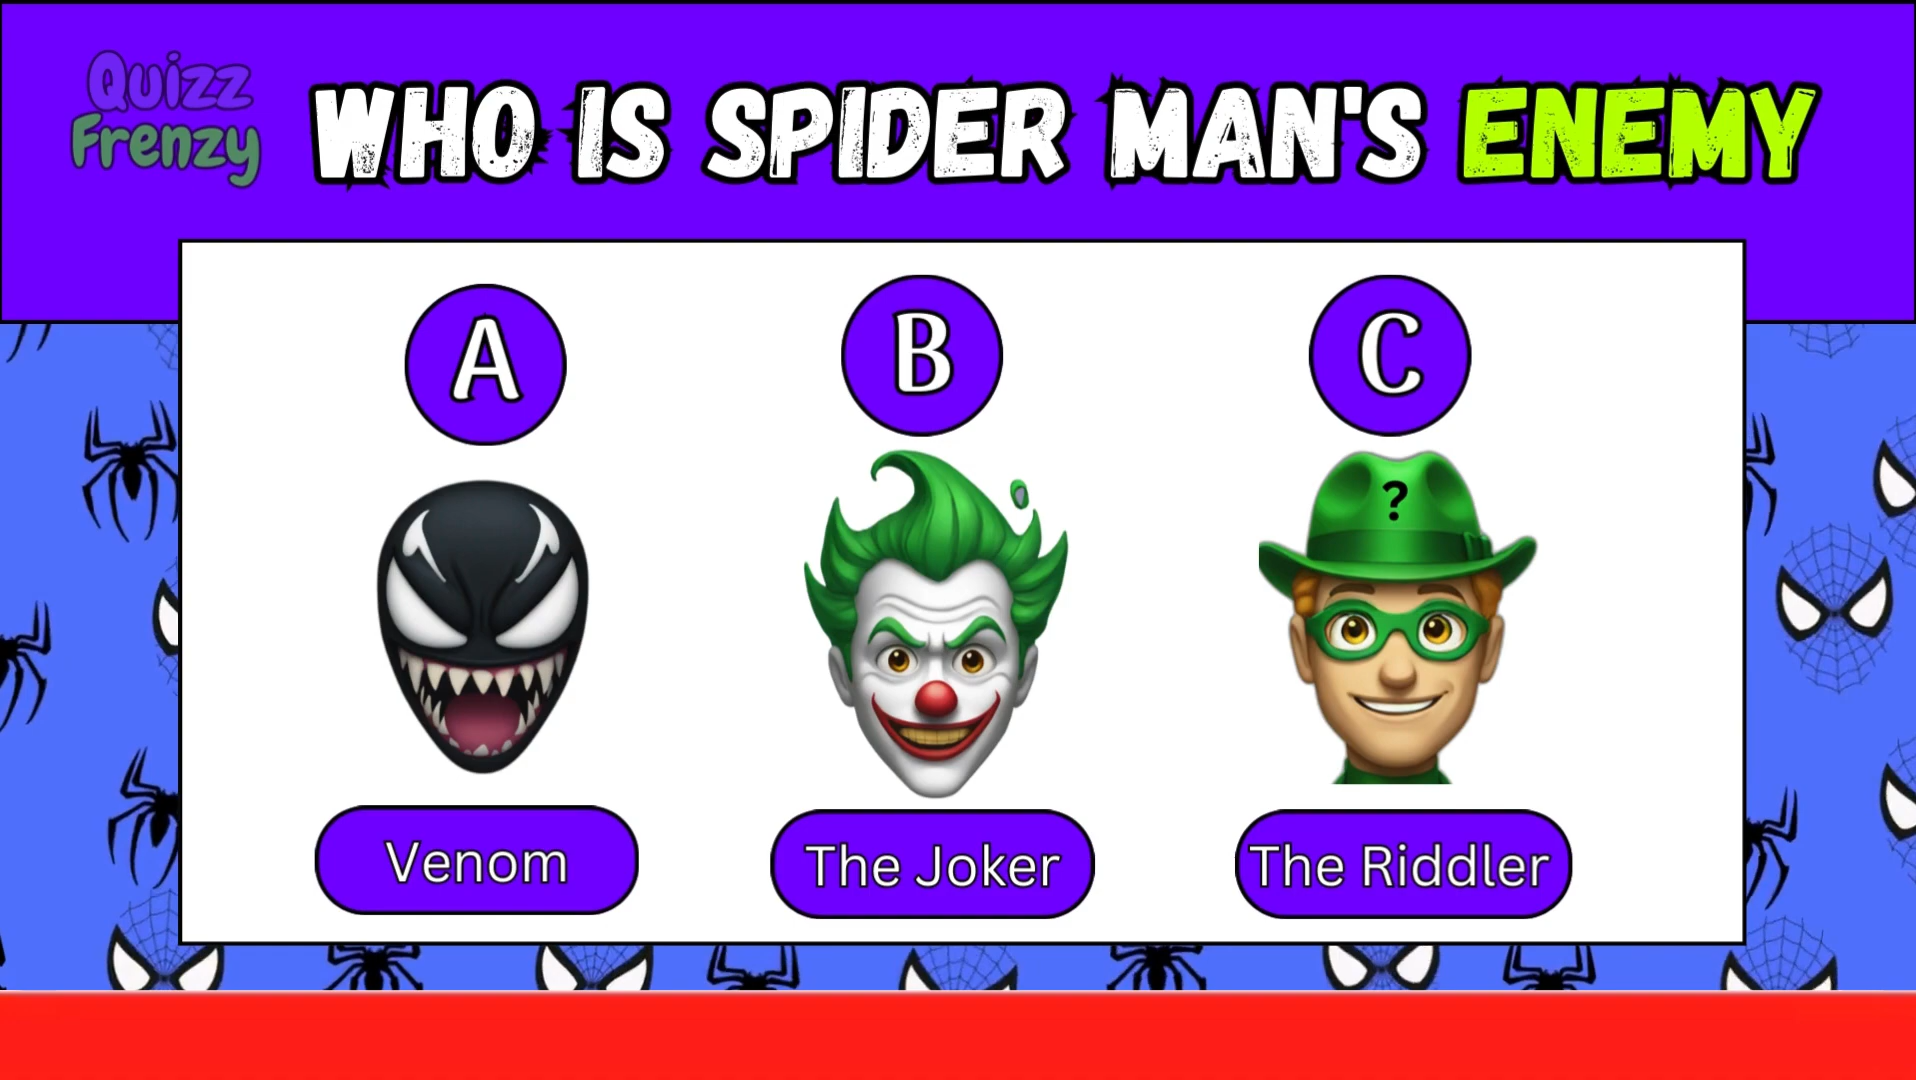 Quizz
Frenzy
WHO IS SPIDER MAN'S ENEMY
A
B
C
?
Venom
The Joker
The Riddler